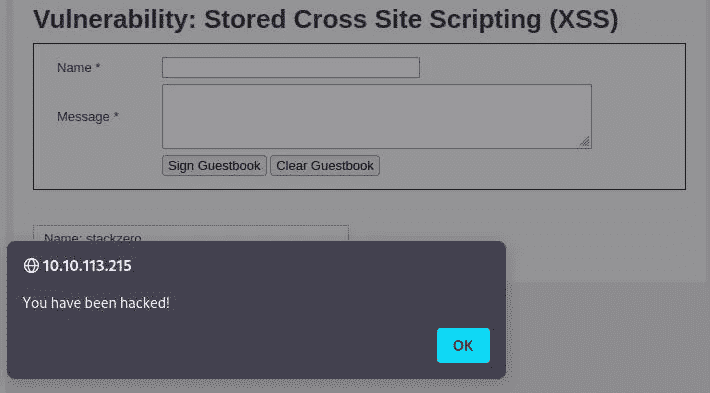 Vulnerability: Stored Cross Site Scripting (XSS)
Name *
Message *
Sign Guestbook Clear Guestbook
Name: stackzero
10.10.113.215
You have been hacked!
OK